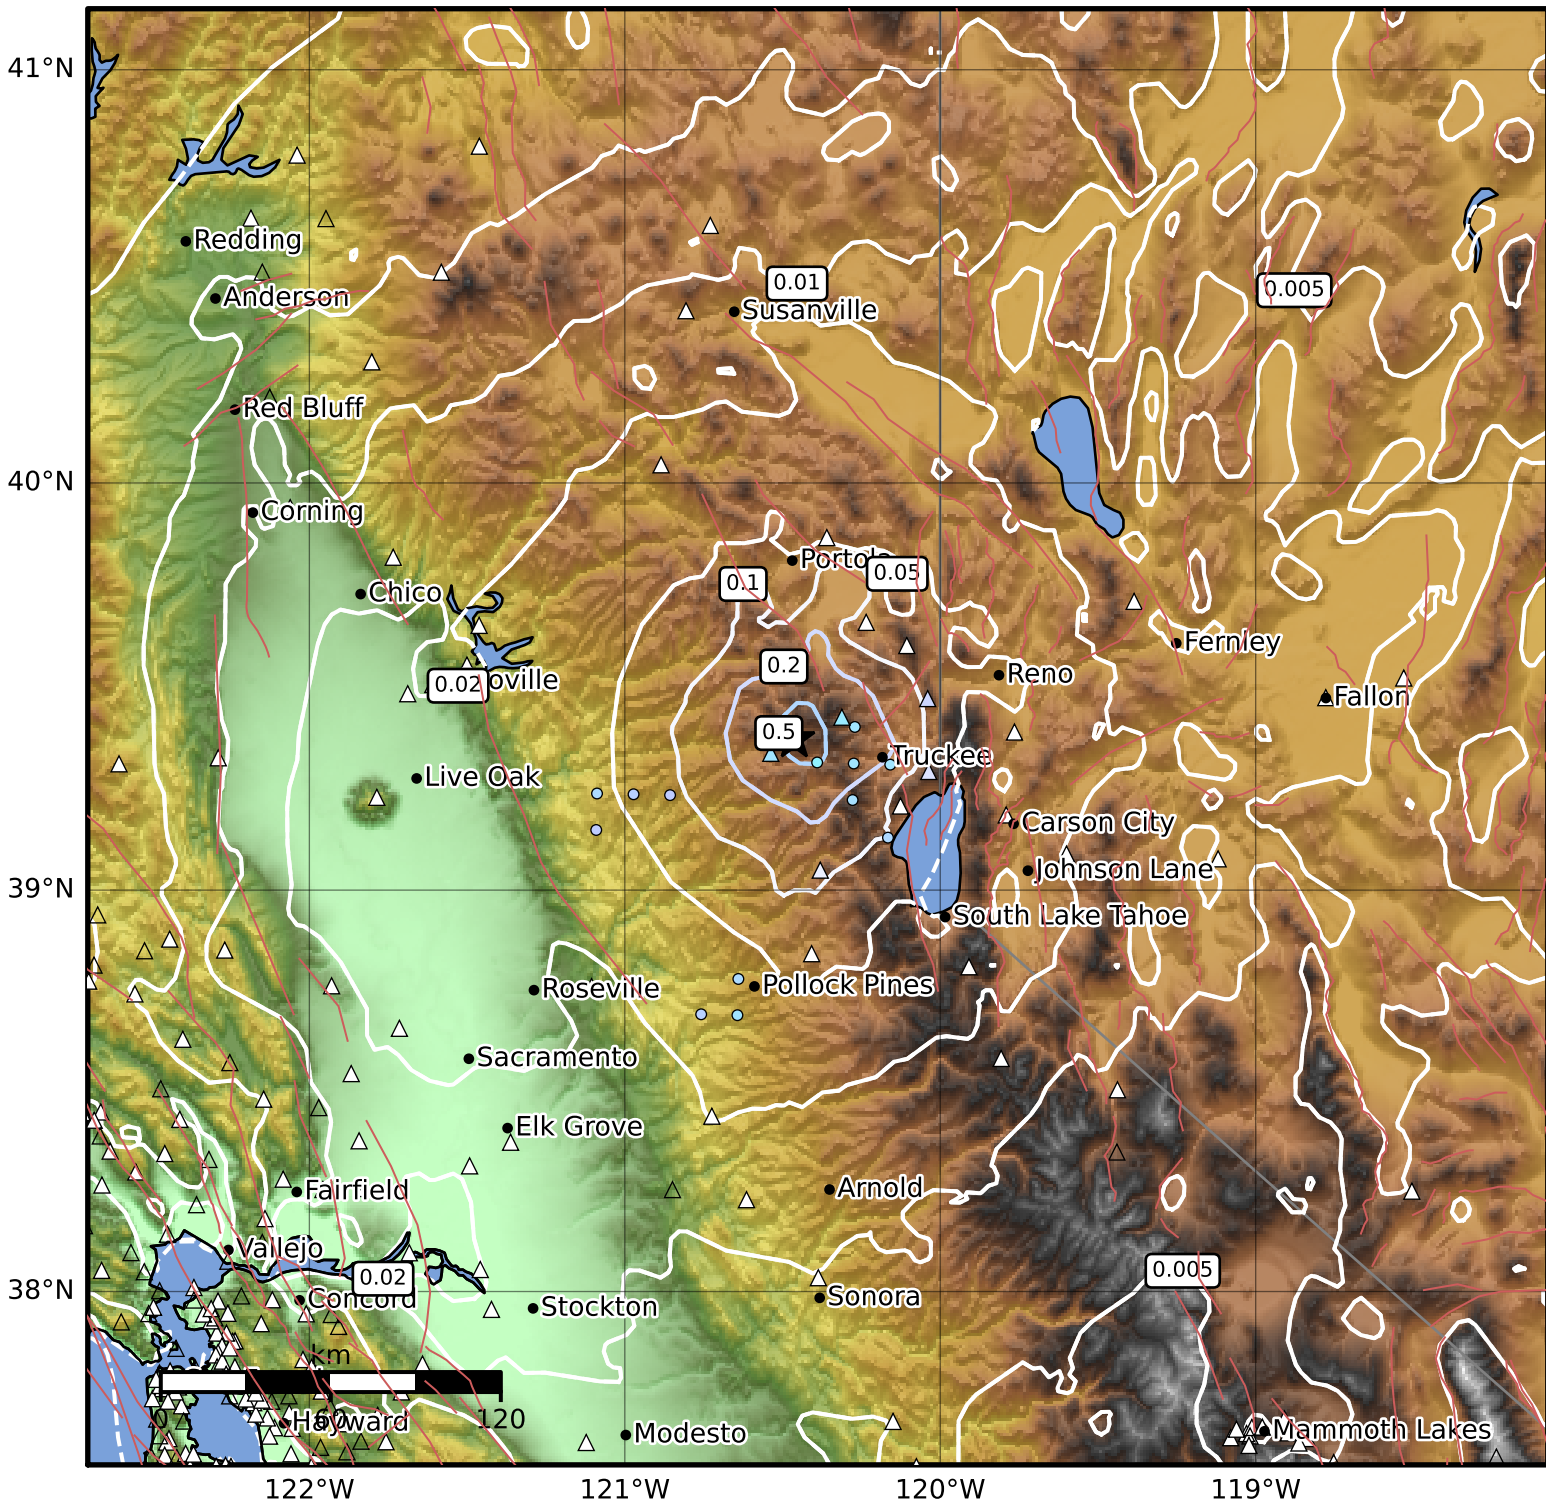 41°N
Redding
0.01
0.005
Anderson
Susanville
Red Bluff
40°N
Corning
Portola
0.05
0.1
Chico
Fernley
0.2
Reno
0.02
oville
Fallon
0.5
Truckee
Live Oak
Carson City
Johnson Lane
39°N
South Lake Tahoe
Pollock Pines
Roseville
Sacramento
Elk Grove
Fairfield
Arnold
Vallejo
0.005
0.02
38°N
Concord
Sonora
Stockton
km
0
60
120
Hayward
Modesto
Mammoth Lakes
122°W
121°W
120°W
119°W